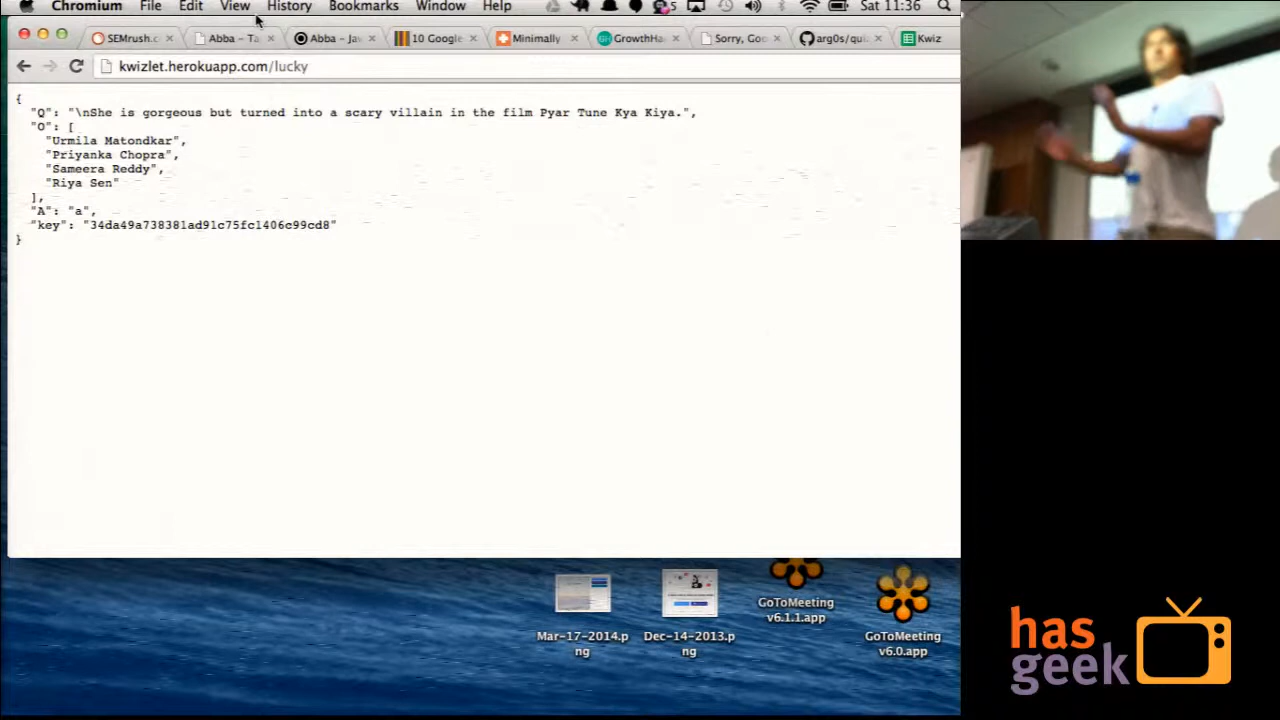 Chromium File Edit View History Bookmarks Window Help 5 Sat 11:36
SEMrush.c Abba – Ta Abba – Jav 10 Google Minimally GrowthHa Sorry, Goo arg0s/qui Kwiz
kwizlet.herokuapp.com/lucky
{
"Q": "\nShe is gorgeous but turned into a scary villain in the film Pyar Tune Kya Kiya.",
"O": [
"Urmila Matondkar",
"Priyanka Chopra",
"Sameera Reddy",
"Riya Sen"
],
"A": "a",
"key": "34da49a738381ad91c75fc1406c99cd8"
}
Mar-17-2014.p
ng
Dec-14-2013.p
ng
GoToMeeting
v6.1.1.app
GoToMeeting
v6.0.app
has
geek